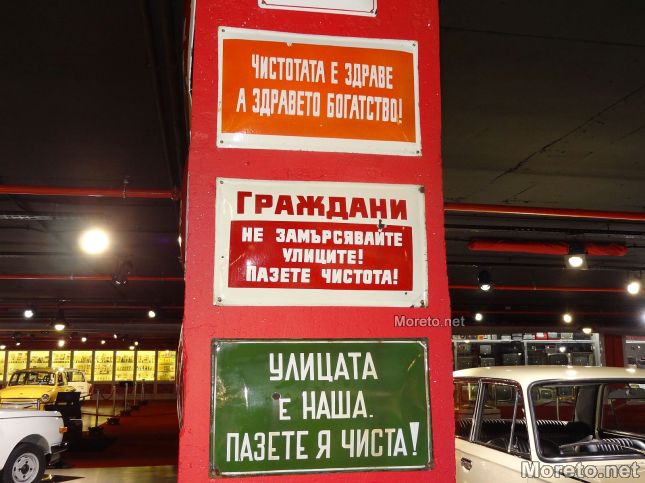 ЧИСТОТАТА Е ЗДРАВЕ
А ЗДРАВЕТО БОГАТСТВО!
ГРАЖДАНИ
НЕ ЗАМЪРСЯВАЙТЕ
УЛИЦИТЕ!
ПАЗЕТЕ ЧИСТОТА!
Moreto.net
УЛИЦАТА
Е НАША.
ПАЗЕТЕ Я ЧИСТА!
Moreto.net